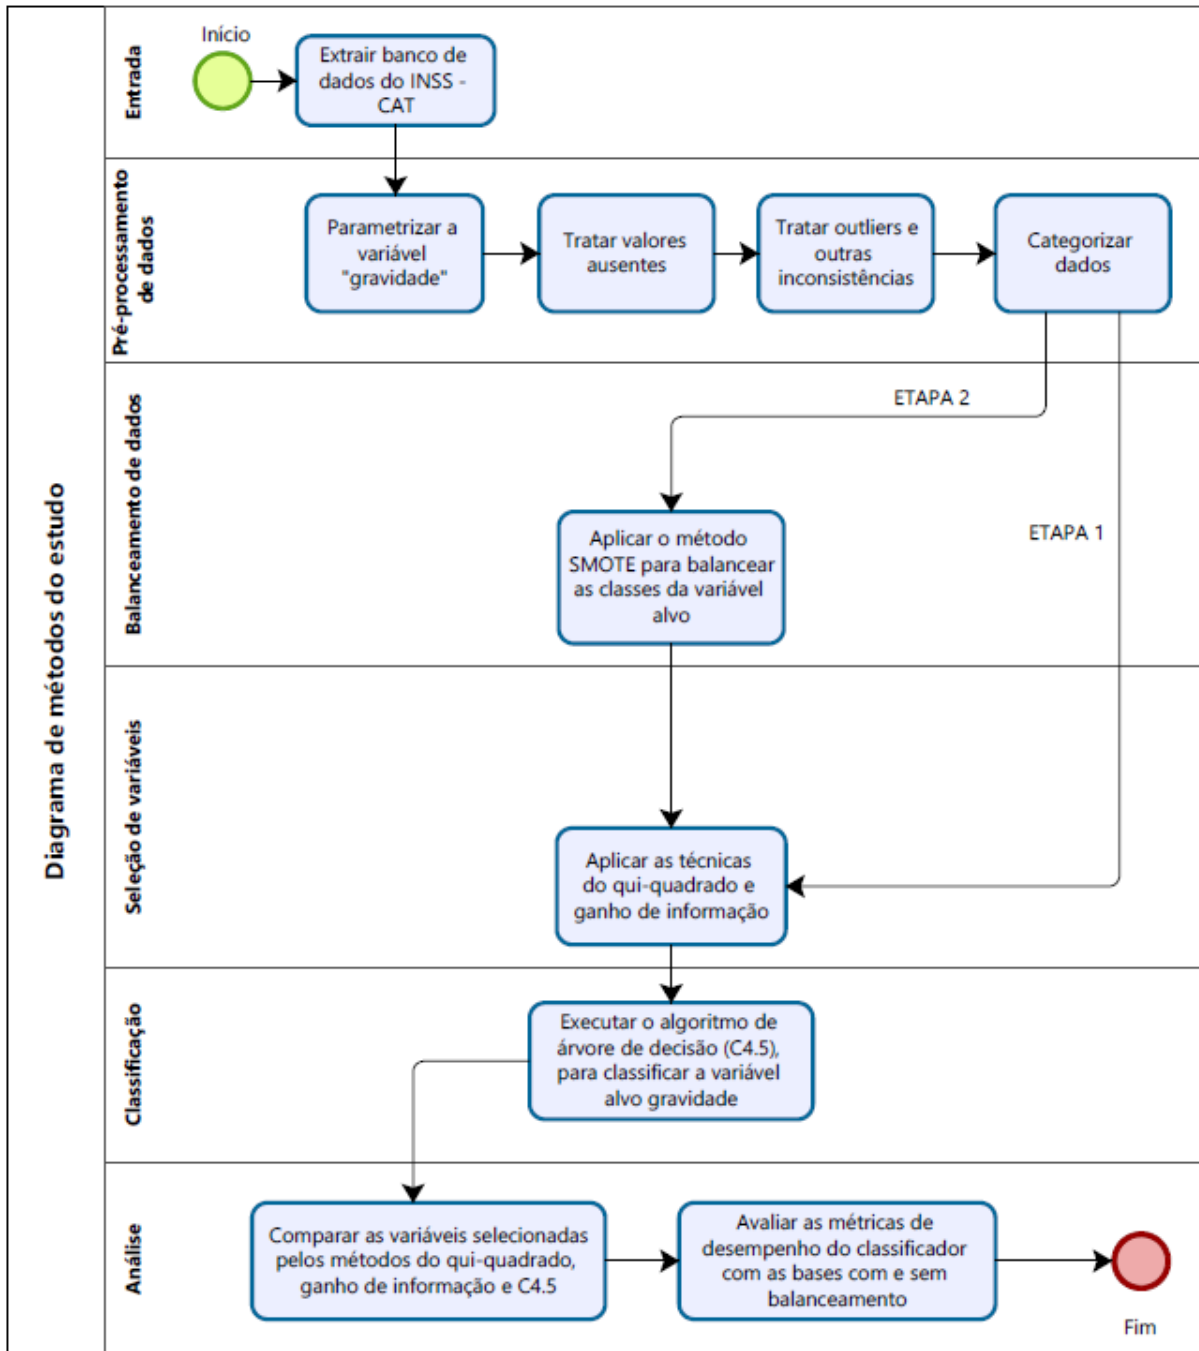 Diagrama de métodos do estudo
Entrada
Início
Extrair banco de
dados do INSS -
CAT
Pré-processamento
de dados
Parametrizar a
variável
"gravidade"
Tratar valores
ausentes
Tratar outliers e
outras
inconsistências
Categorizar
dados
Balanceamento de dados
ETAPA 2
ETAPA 1
Aplicar o método
SMOTE para balancear
as classes da variável
alvo
Seleção de variáveis
Aplicar as técnicas
do qui-quadrado e
ganho de informação
Classificação
Executar o algoritmo de
árvore de decisão (C4.5),
para classificar a variável
alvo gravidade
Análise
Comparar as variáveis selecionadas
pelos métodos do qui-quadrado,
ganho de informação e C4.5
Avaliar as métricas de
desempenho do classificador
com as bases com e sem
balanceamento
Fim